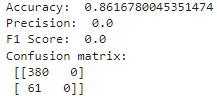 Accuracy:  0.8616780045351474
Precision:  0.0
F1 Score:  0.0
Confusion matrix:
 [[380   0]
 [ 61   0]]